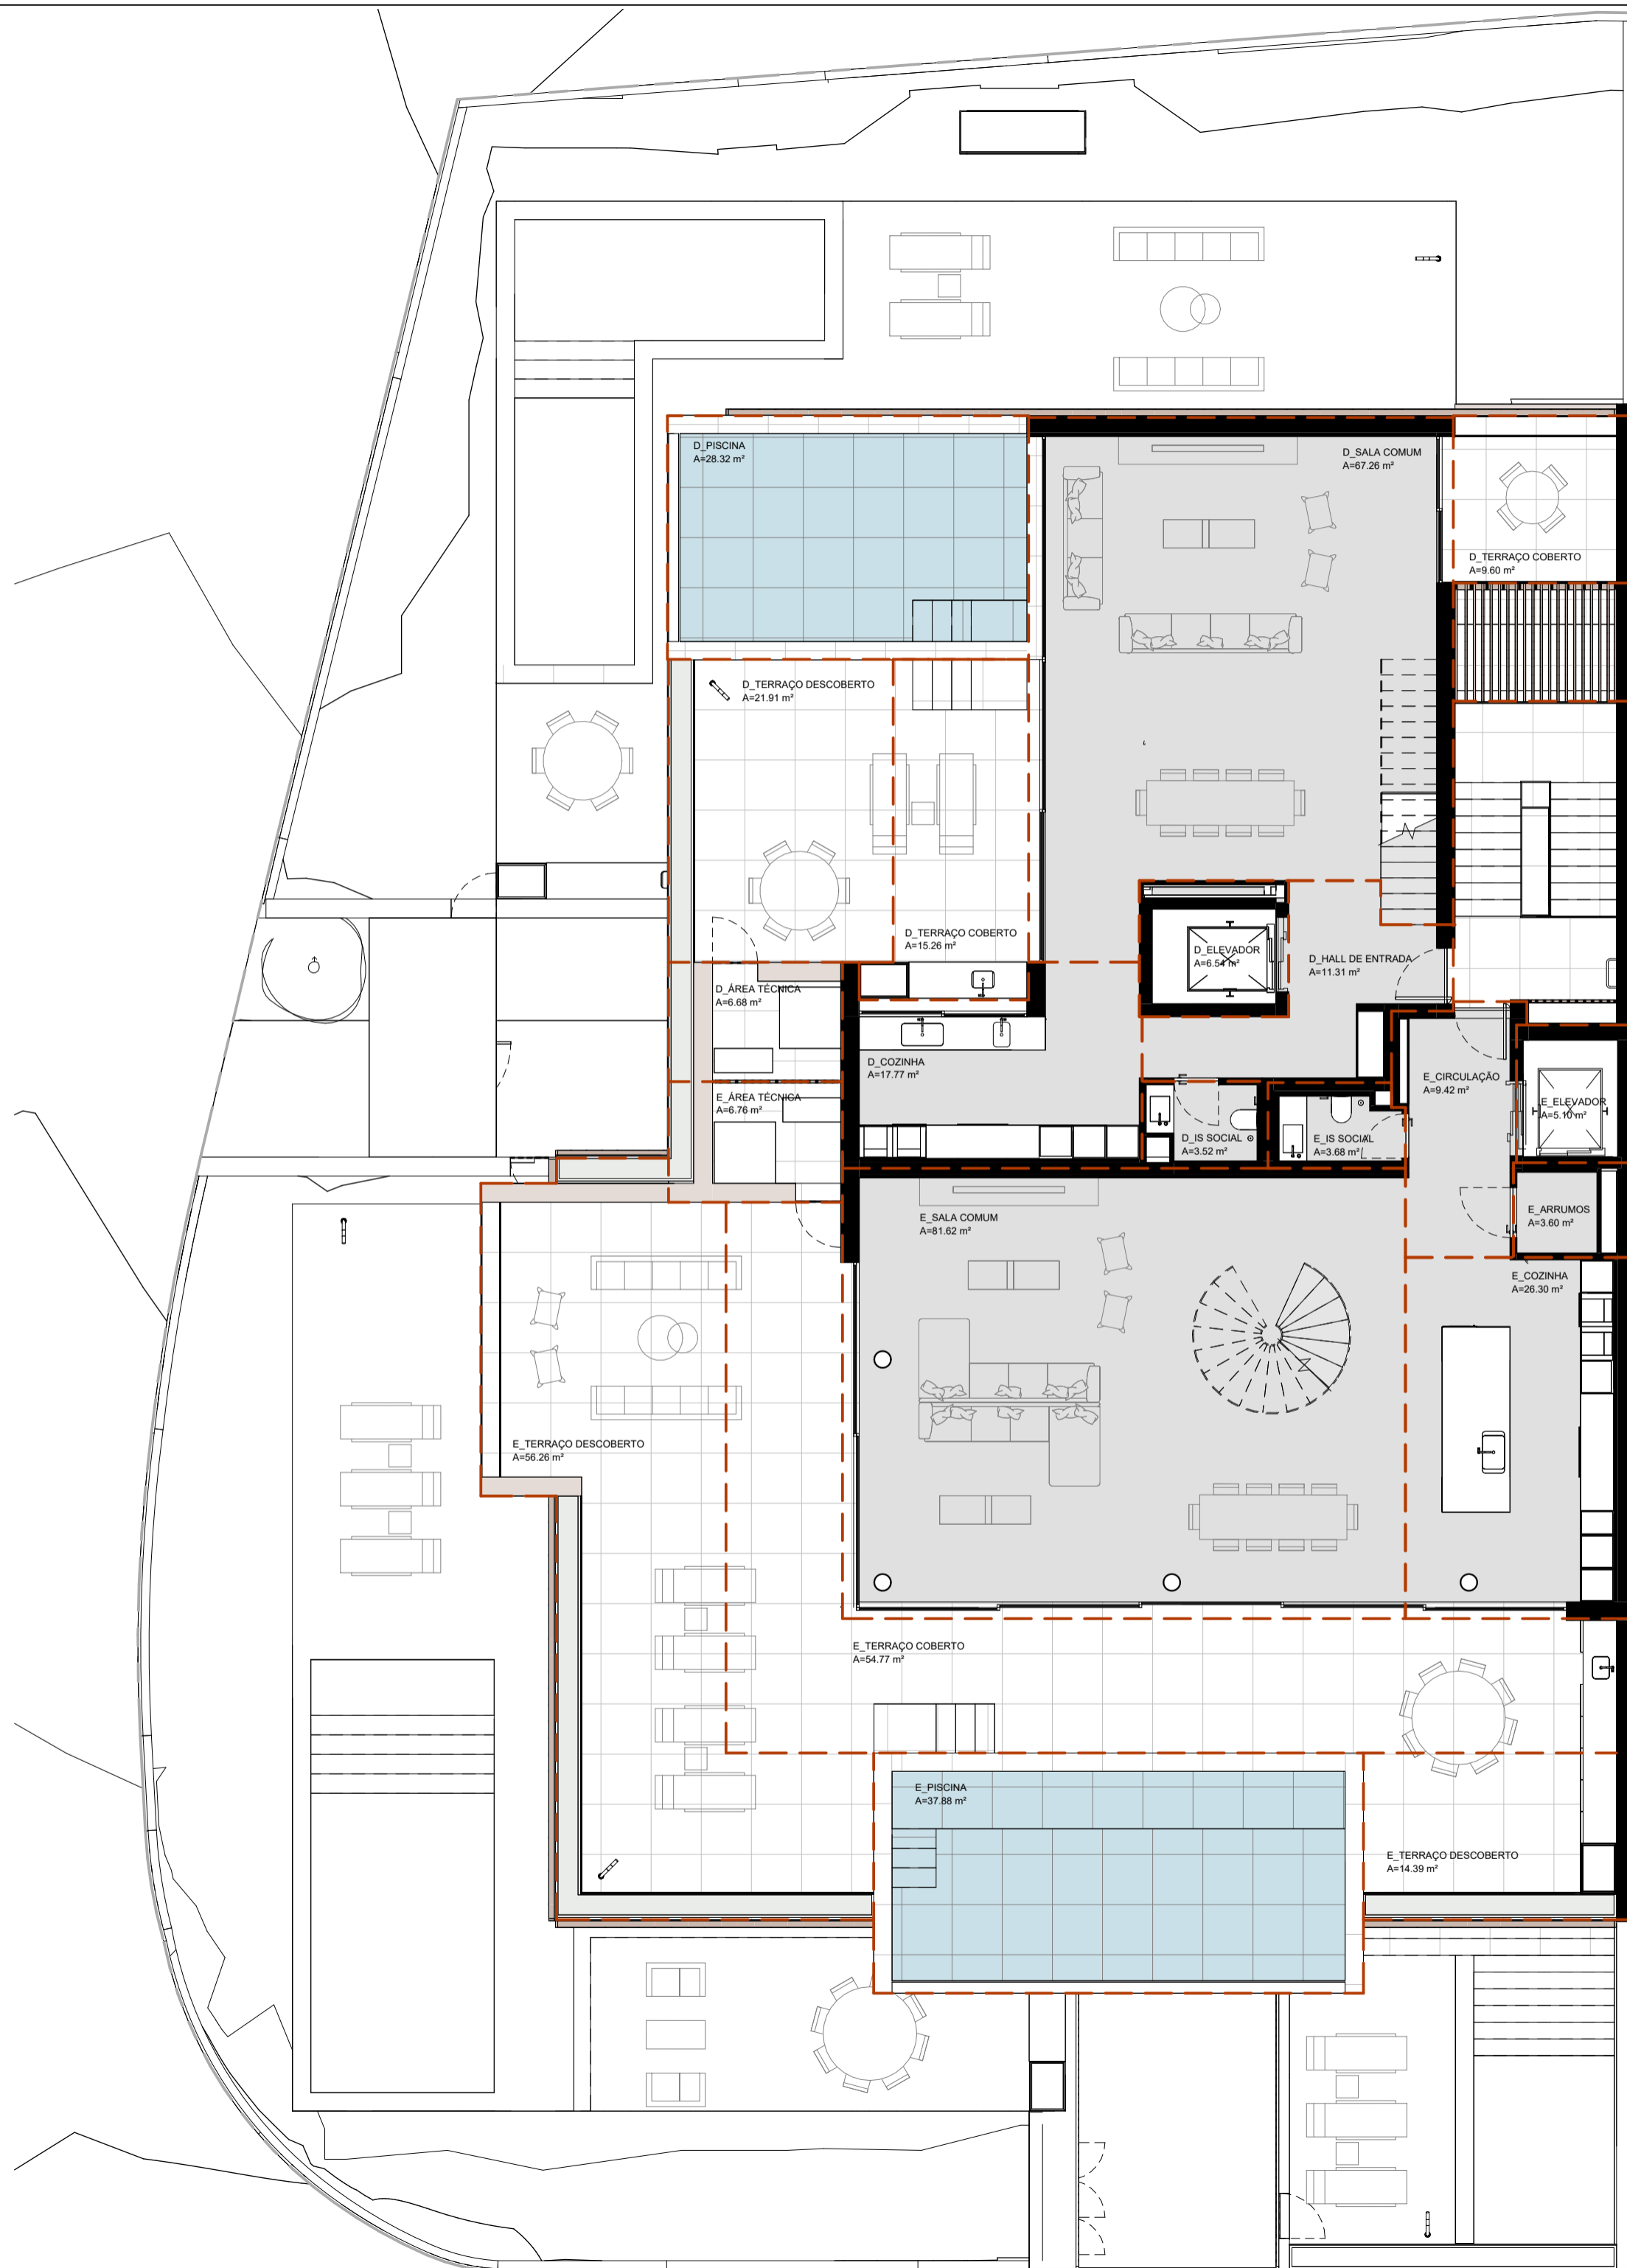 D_PISCINA
A=28.32 m²
D_SALA COMUM
A=67.26 m²
D_TERRAÇO COBERTO
A=9.60 m²
D_TERRAÇO DESCOBERTO
A=21.91 m²
D_TERRAÇO COBERTO
A=15.26 m²
D_ELEVADOR
A=6.54 m²
D_HALL DE ENTRADA
A=11.31 m²
D_ÁREA TÉCNICA
A=6.68 m²
D_COZINHA
A=17.77 m²
E_CIRCULAÇÃO
A=9.42 m²
E_ÁREA TÉCNICA
A=6.76 m²
E_ELEVADOR
A=5.10 m²
D_IS SOCIAL
A=3.52 m²
E_IS SOCIAL
A=3.68 m²
E_SALA COMUM
A=81.62 m²
E_ARRUMOS
A=3.60 m²
E_COZINHA
A=26.30 m²
E_TERRAÇO DESCOBERTO
A=56.26 m²
E_TERRAÇO COBERTO
A=54.77 m²
E_PISCINA
A=37.88 m²
E_TERRAÇO DESCOBERTO
A=14.39 m²